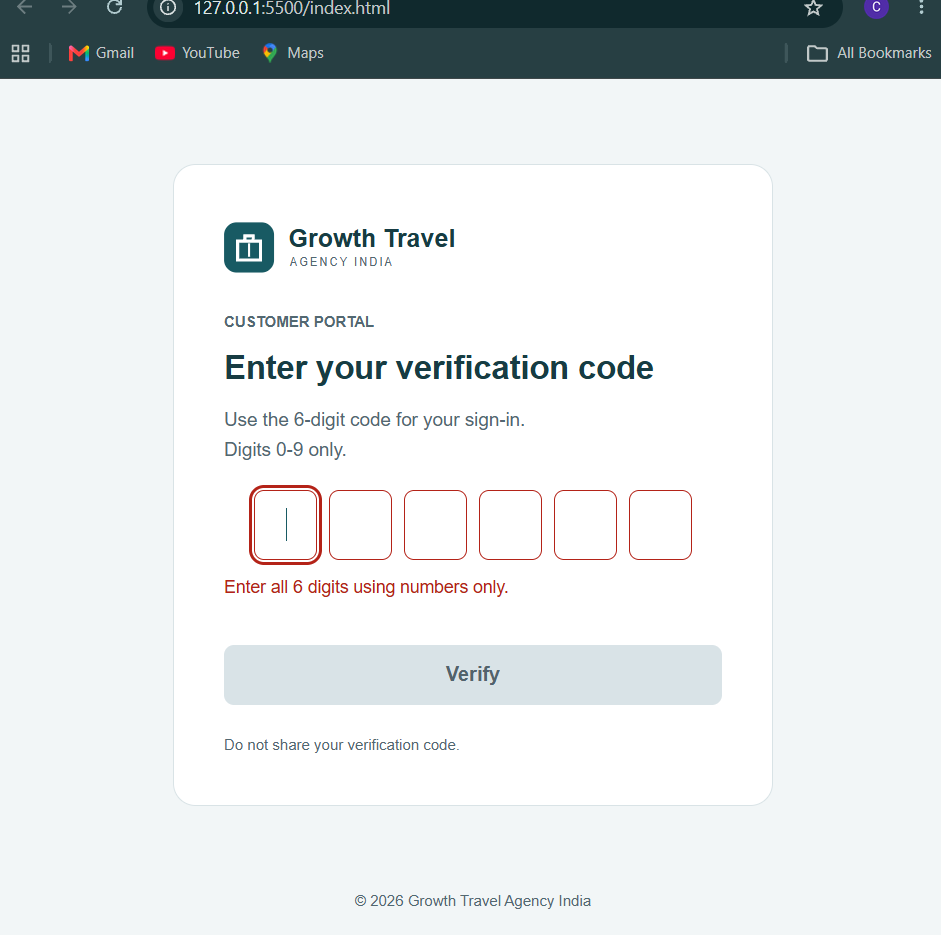 127.0.0.1:5500/index.html
C
Gmail
YouTube
Maps
All Bookmarks
Growth Travel
AGENCY INDIA
CUSTOMER PORTAL
Enter your verification code
Use the 6-digit code for your sign-in.
Digits 0-9 only.
Enter all 6 digits using numbers only.
Verify
Do not share your verification code.
© 2026 Growth Travel Agency India